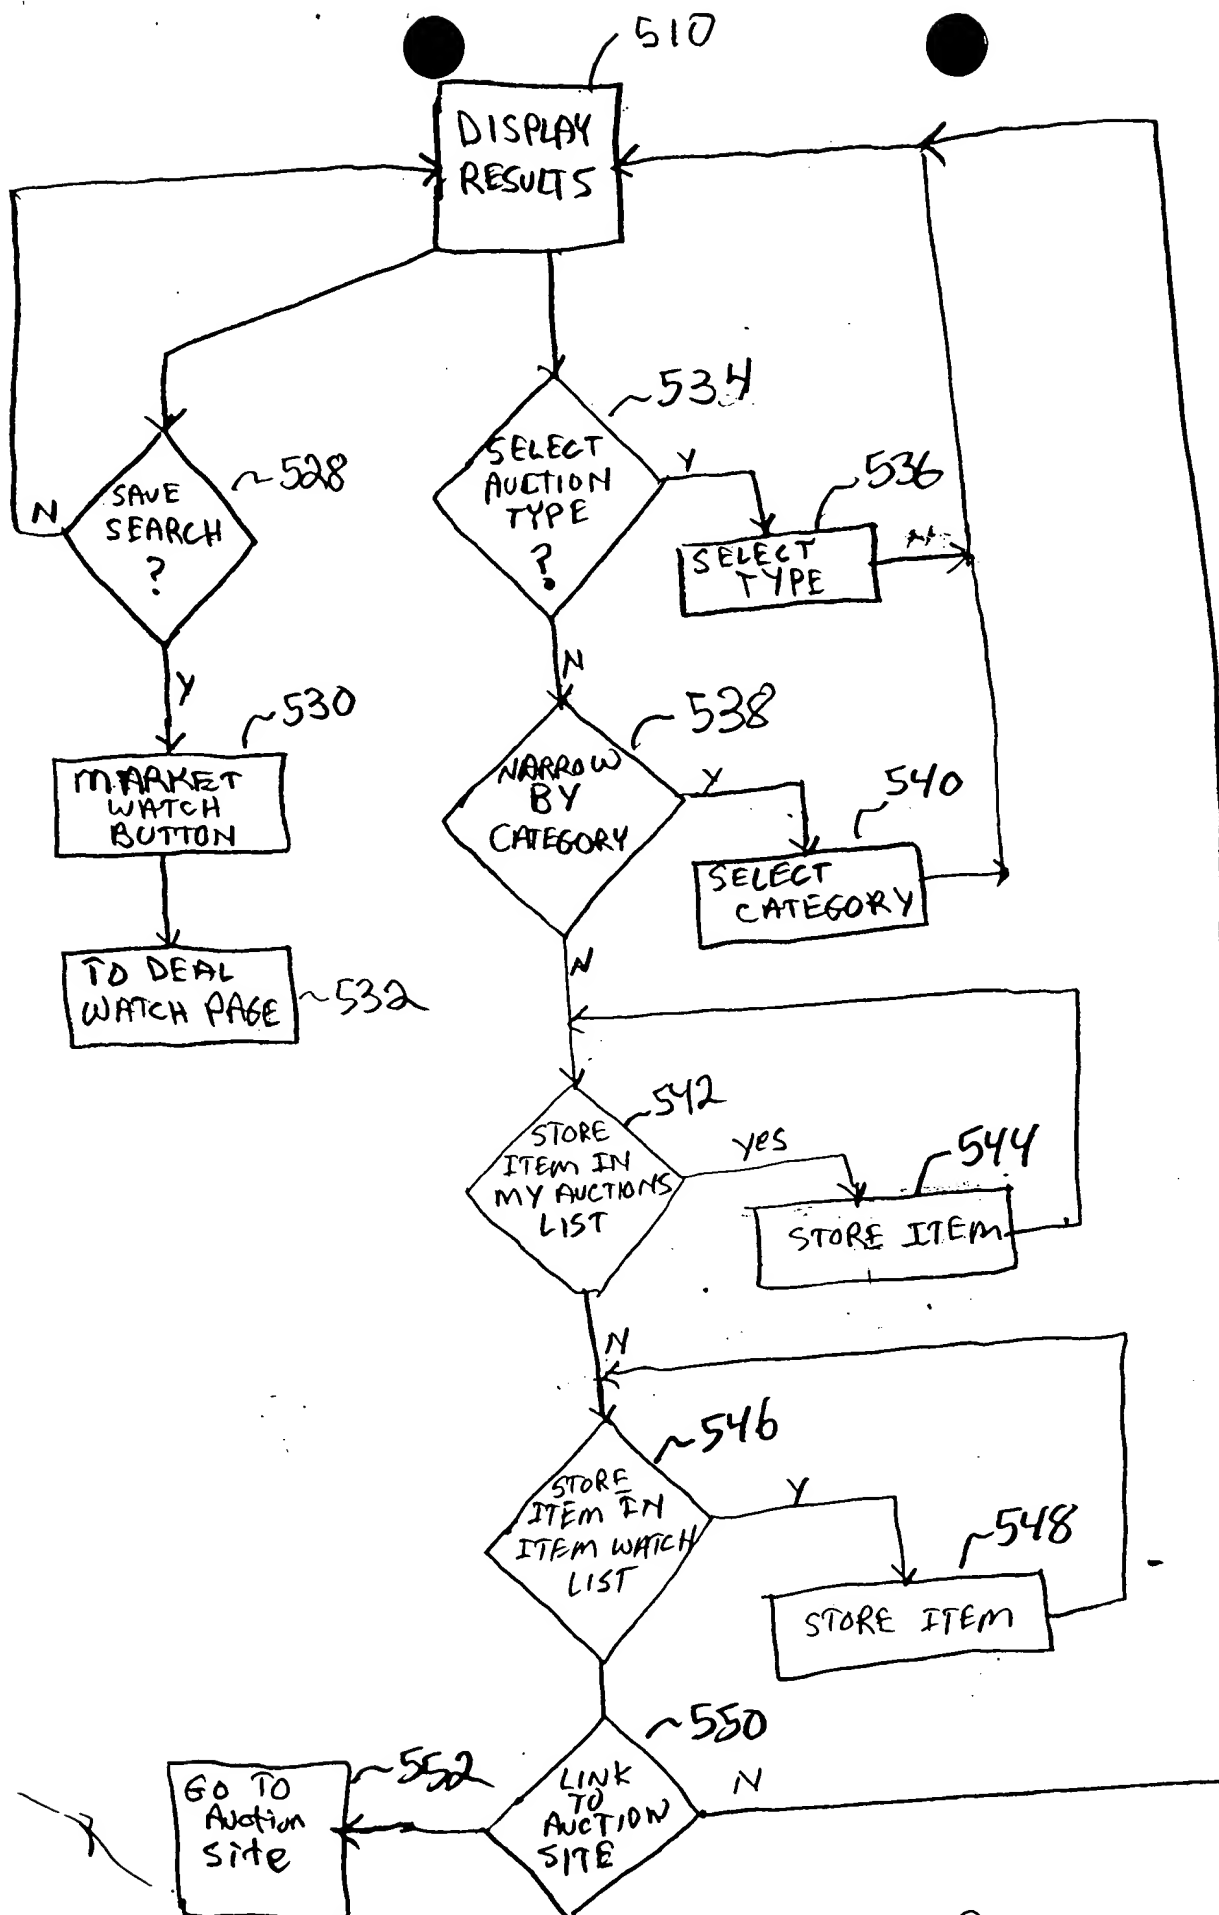 510
DISPLAY
RESULTS
534
SELECT
AUCTION
TYPE
?
Y
536
SELECT
TYPE
N
528
SAVE
SEARCH
?
N
Y
530
MARKET
WATCH
BUTTON
TO DEAL
WATCH PAGE
532
538
NARROW
BY
CATEGORY
Y
540
SELECT
CATEGORY
N
542
STORE
ITEM IN
MY AUCTIONS
LIST
yes
544
STORE ITEM
N
546
STORE
ITEM IN
ITEM WATCH
LIST
Y
548
STORE ITEM
550
LINK
TO
AUCTION
SITE
N
552
GO TO
Auction
Site